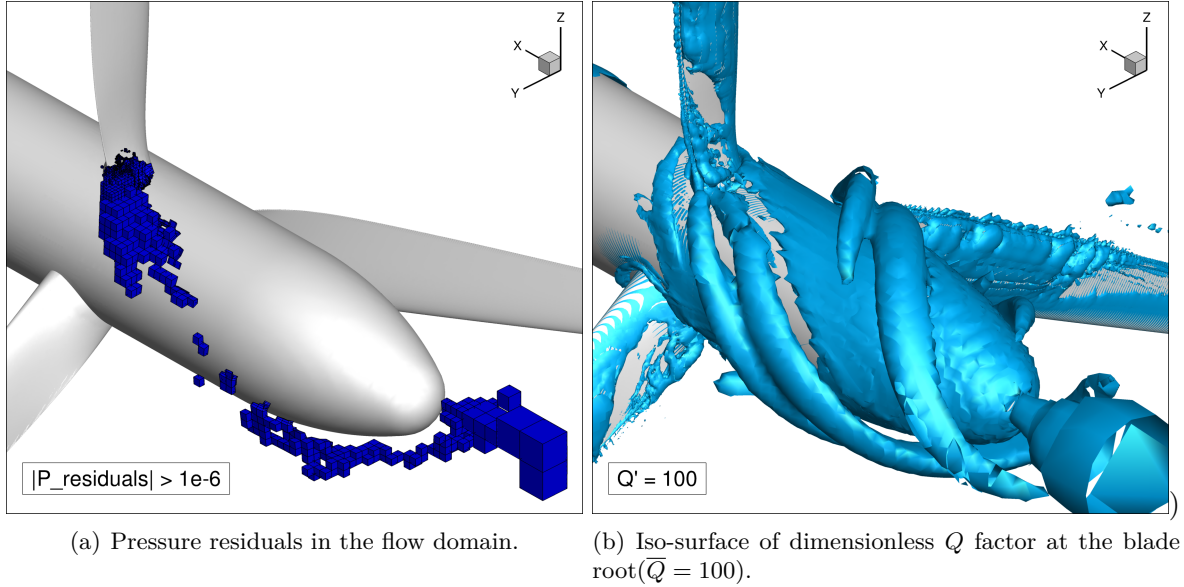 Z
X
Y
|P_residuals| > 1e-6
Z
X
Y
Q' = 100
)
(a) Pressure residuals in the flow domain.
(b) Iso-surface of dimensionless Q factor at the blade
root(Q̅ = 100).